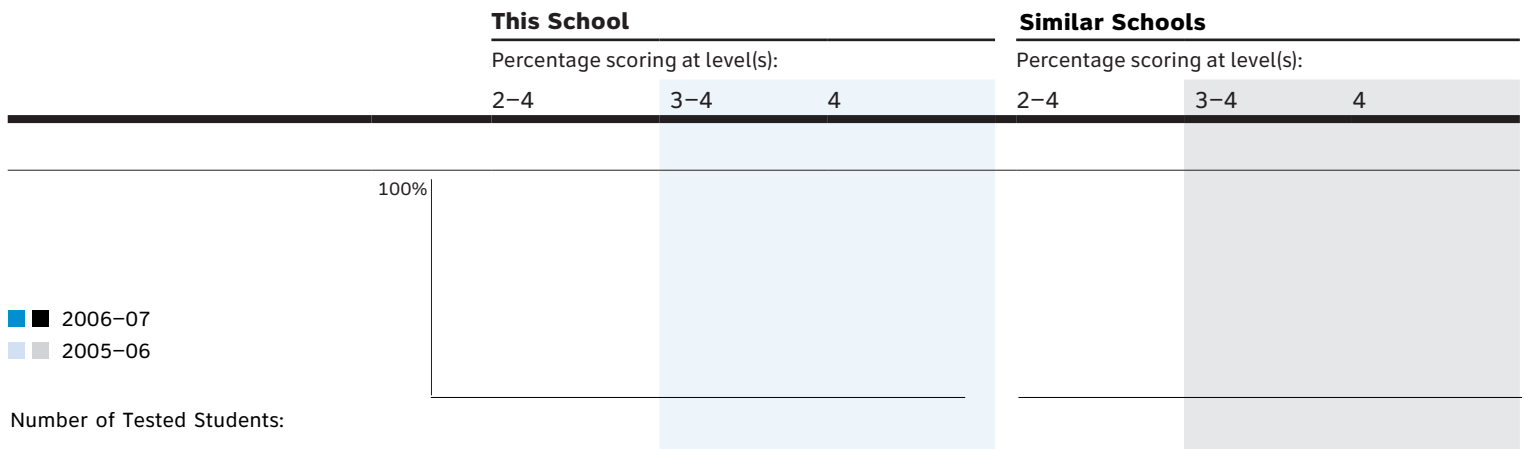 This School Similar Schools
Percentage scoring at level(s): Percentage scoring at level(s):
2–4 3–4 4 2–4 3–4 4
100%
2006–07
2005–06
Number of Tested Students: